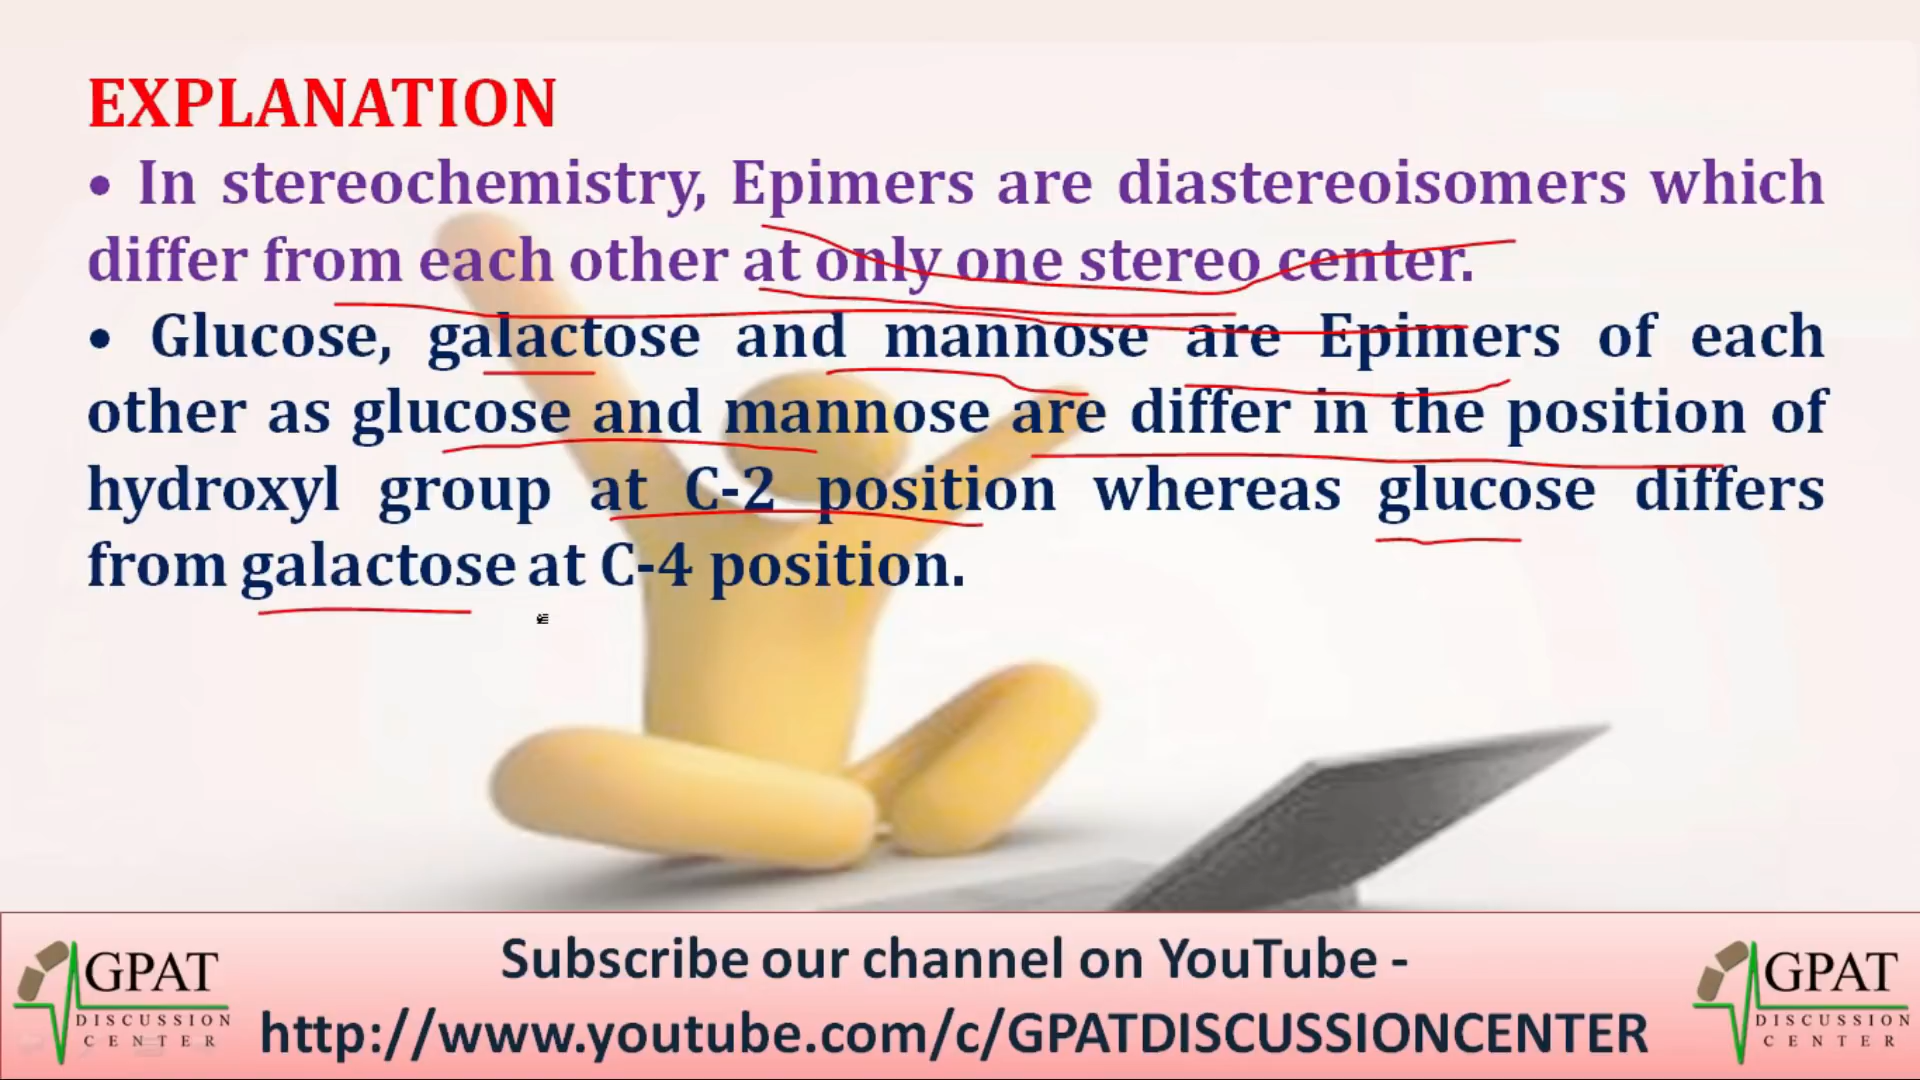 EXPLANATION
• In stereochemistry, Epimers are diastereoisomers which
differ from each other at only one stereo center.
• Glucose, galactose and mannose are Epimers of each
other as glucose and mannose are differ in the position of
hydroxyl group at C-2 position whereas glucose differs
from galactose at C-4 position.
Subscribe our channel on YouTube -
http://www.youtube.com/c/GPATDISCUSSIONCENTER
GPAT
DISCUSSION
CENTER
GPAT
DISCUSSION
CENTER